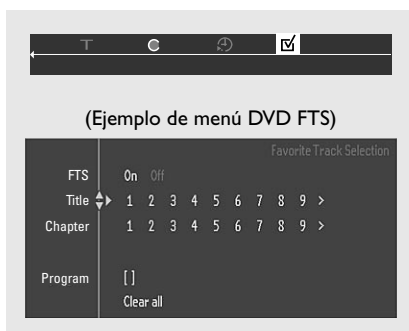 T C
(Ejemplo de menú DVD FTS)
Favorite Track Selection
FTS On Off
Title 1 2 3 4 5 6 7 8 9 >
Chapter 1 2 3 4 5 6 7 8 9 >
Program [ ]
Clear all